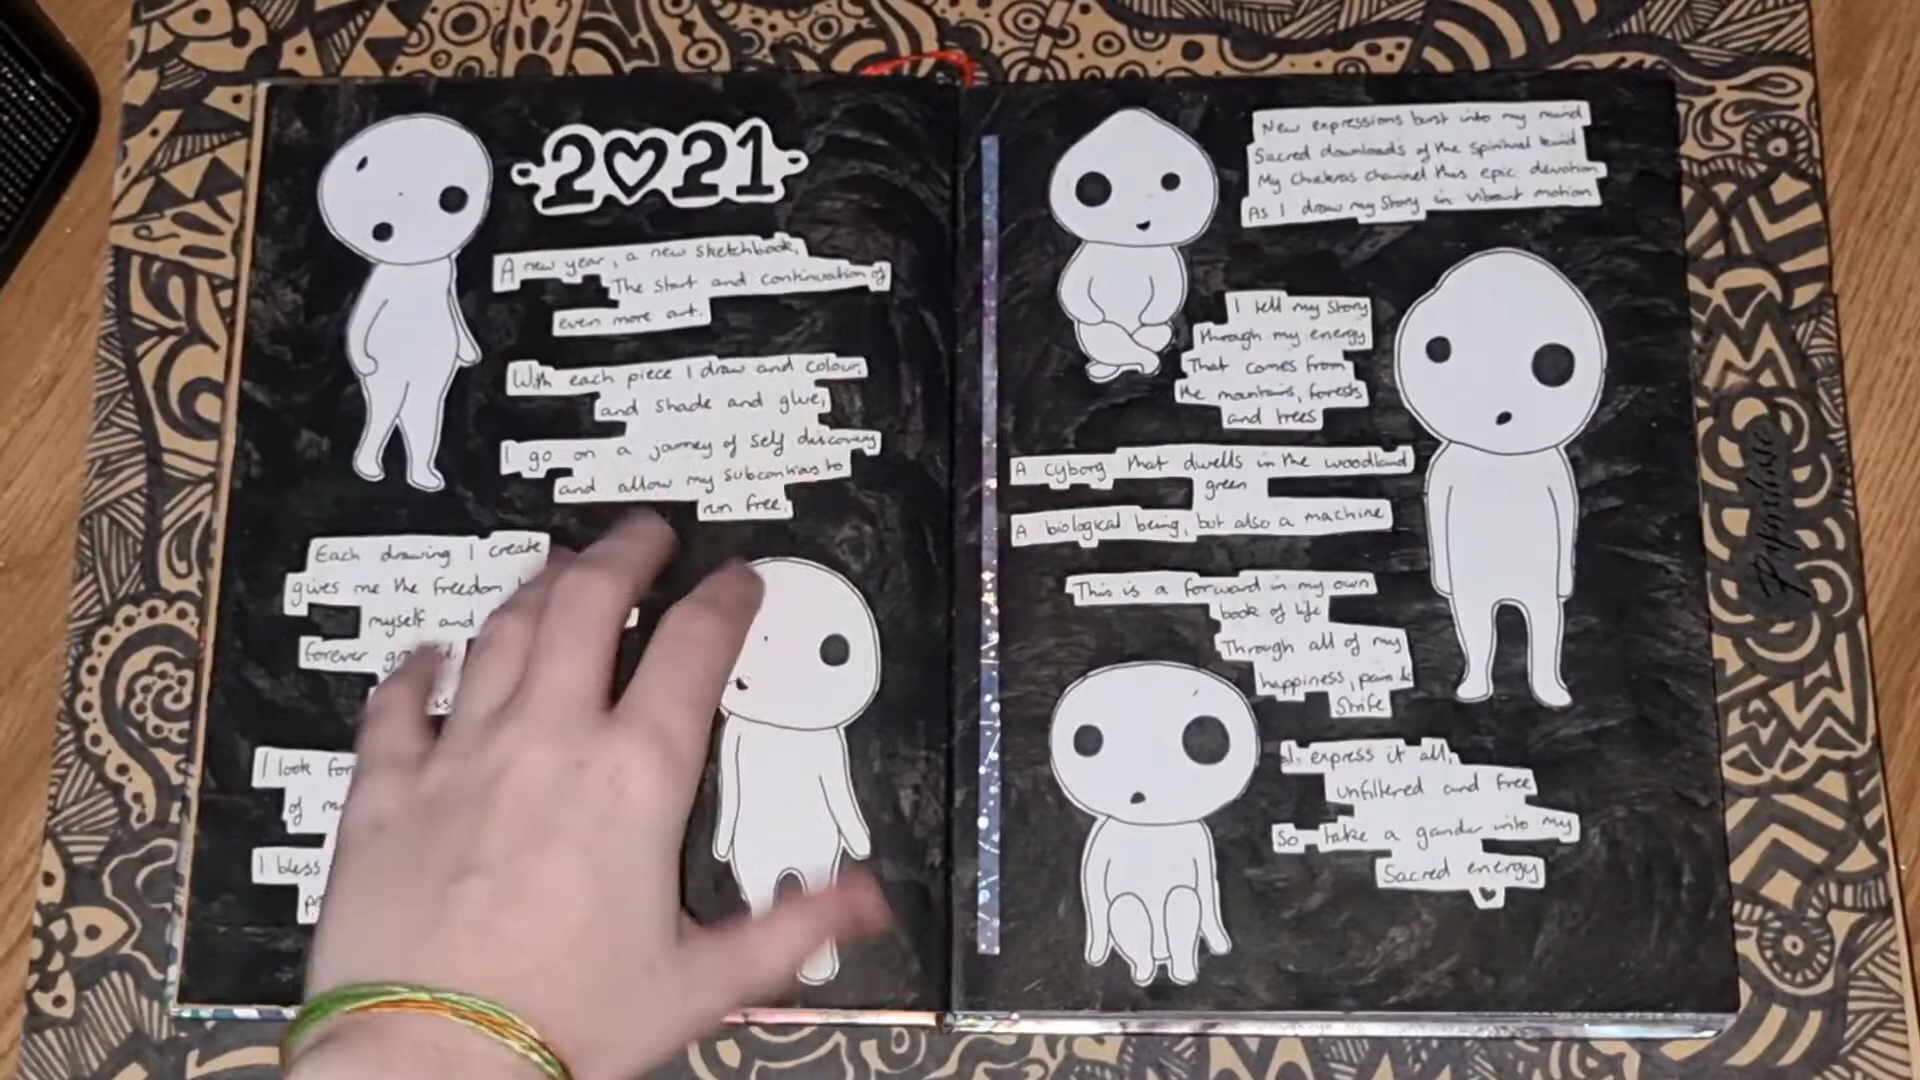 2♡21
A new year, a new sketchbook,
The start and continuation of
even more art.
With each piece I draw and colour,
and shade and glue,
I go on a journey of self discovery
and allow my subconcious to
run free.
Each drawing I create
gives me the freedom
myself and
forever
is
I look for
of
I bless
New expressions burst into my mind
Sacred downloads of the spiritual kind
My Chakras channel this epic devotion
As I draw my story in vibrant motion
I tell my story
through my energy
That comes from
the mountains, forests
and trees
A cyborg that dwells in the woodland
green
A biological being, but also a machine
This is a forward in my own
book of life
Through all of my
happiness, pain &
Strife
I express it all,
unfiltered and free
So take a gander into my
Sacred energy